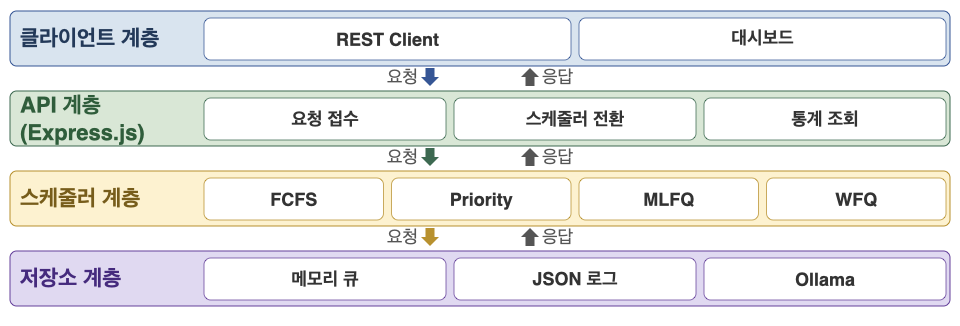 클라이언트 계층
REST Client
대시보드
요청
응답
API 계층
(Express.js)
요청 접수
스케줄러 전환
통계 조회
요청
응답
스케줄러 계층
FCFS
Priority
MLFQ
WFQ
요청
응답
저장소 계층
메모리 큐
JSON 로그
Ollama